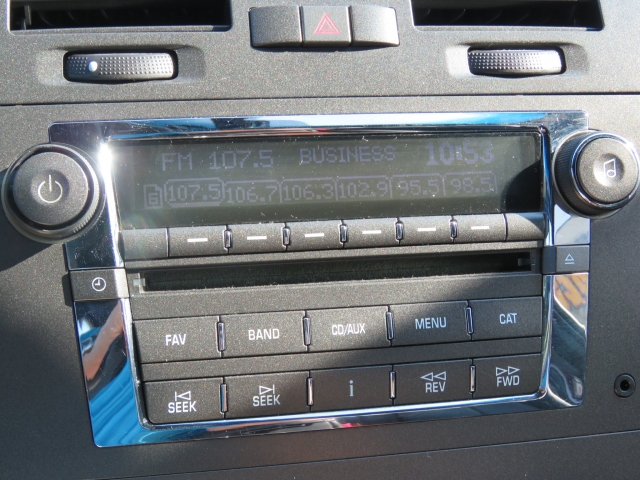 FM 107.5 BUSINESS 10:53
107.5 106.7 106.3 102.9 95.5 98.5
FAV BAND CD/AUX MENU CAT
SEEK SEEK i REV FWD